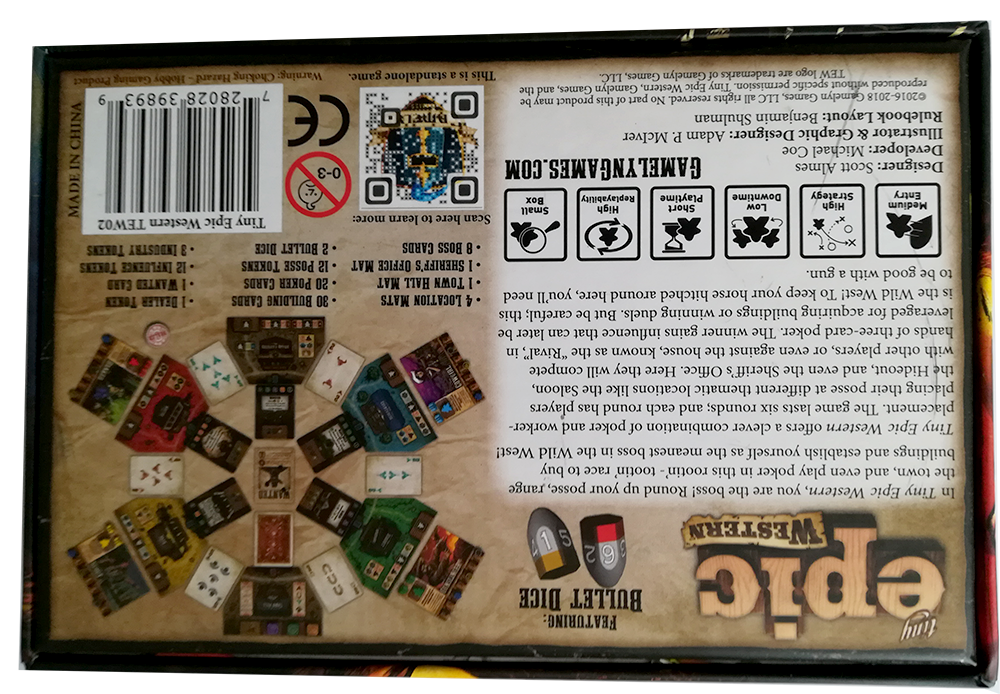 tiny
epic
WESTERN
FEATURING:
BULLET DICE
In Tiny Epic Western, you are the boss! Round up your posse, range
the town, and even play poker in this rootin' - tootin' race to buy
buildings and establish yourself as the meanest boss in the Wild West!
Tiny Epic Western offers a clever combination of poker and worker-
placement. The game lasts six rounds; and each round has players
placing their posse at different thematic locations like the Saloon,
the Hideout, and even the Sheriff's Office. Here they will compete
with other players, or even against the house, known as the "Rival", in
hands of three-card poker. The winner gains influence that can later be
leveraged for acquiring buildings or winning duels. But be careful; this
is the Wild West! To keep your horse hitched around here, you'll need
to be good with a gun.
Medium
Entry
High
Strategy
Low
Downtime
Short
Playtime
High
Replayability
Small
Box
Designer: Scott Almes
Developer: Michael Coe
Illustrator & Graphic Designer: Adam P. McIver
Rulebook Layout: Benjamin Shulman
GAMELYNGAMES.COM
©2016-2018 Gamelyn Games, LLC all rights reserved. No part of this product may be
reproduced without specific permission. Tiny Epic Western, Gamelyn Games, and the
TEW logo are trademarks of Gamelyn Games, LLC.
WANTED
• 4 LOCATION MATS
• 1 TOWN HALL MAT
• 1 SHERIFF'S OFFICE MAT
• 8 BOSS CARDS
• 30 BUILDING CARDS
• 20 POKER CARDS
• 12 POSSE TOKENS
• 2 BULLET DICE
• 1 DEALER TOKEN
• 1 WANTED CARD
• 12 INFLUENCE TOKENS
• 3 INDUSTRY TOKENS
Scan here to learn more:
This is a standalone game.
0-3
CE
Tiny Epic Western TEW02
7 28028 39893 9
MADE IN CHINA
Warning: Choking Hazard - Hobby Gaming Product